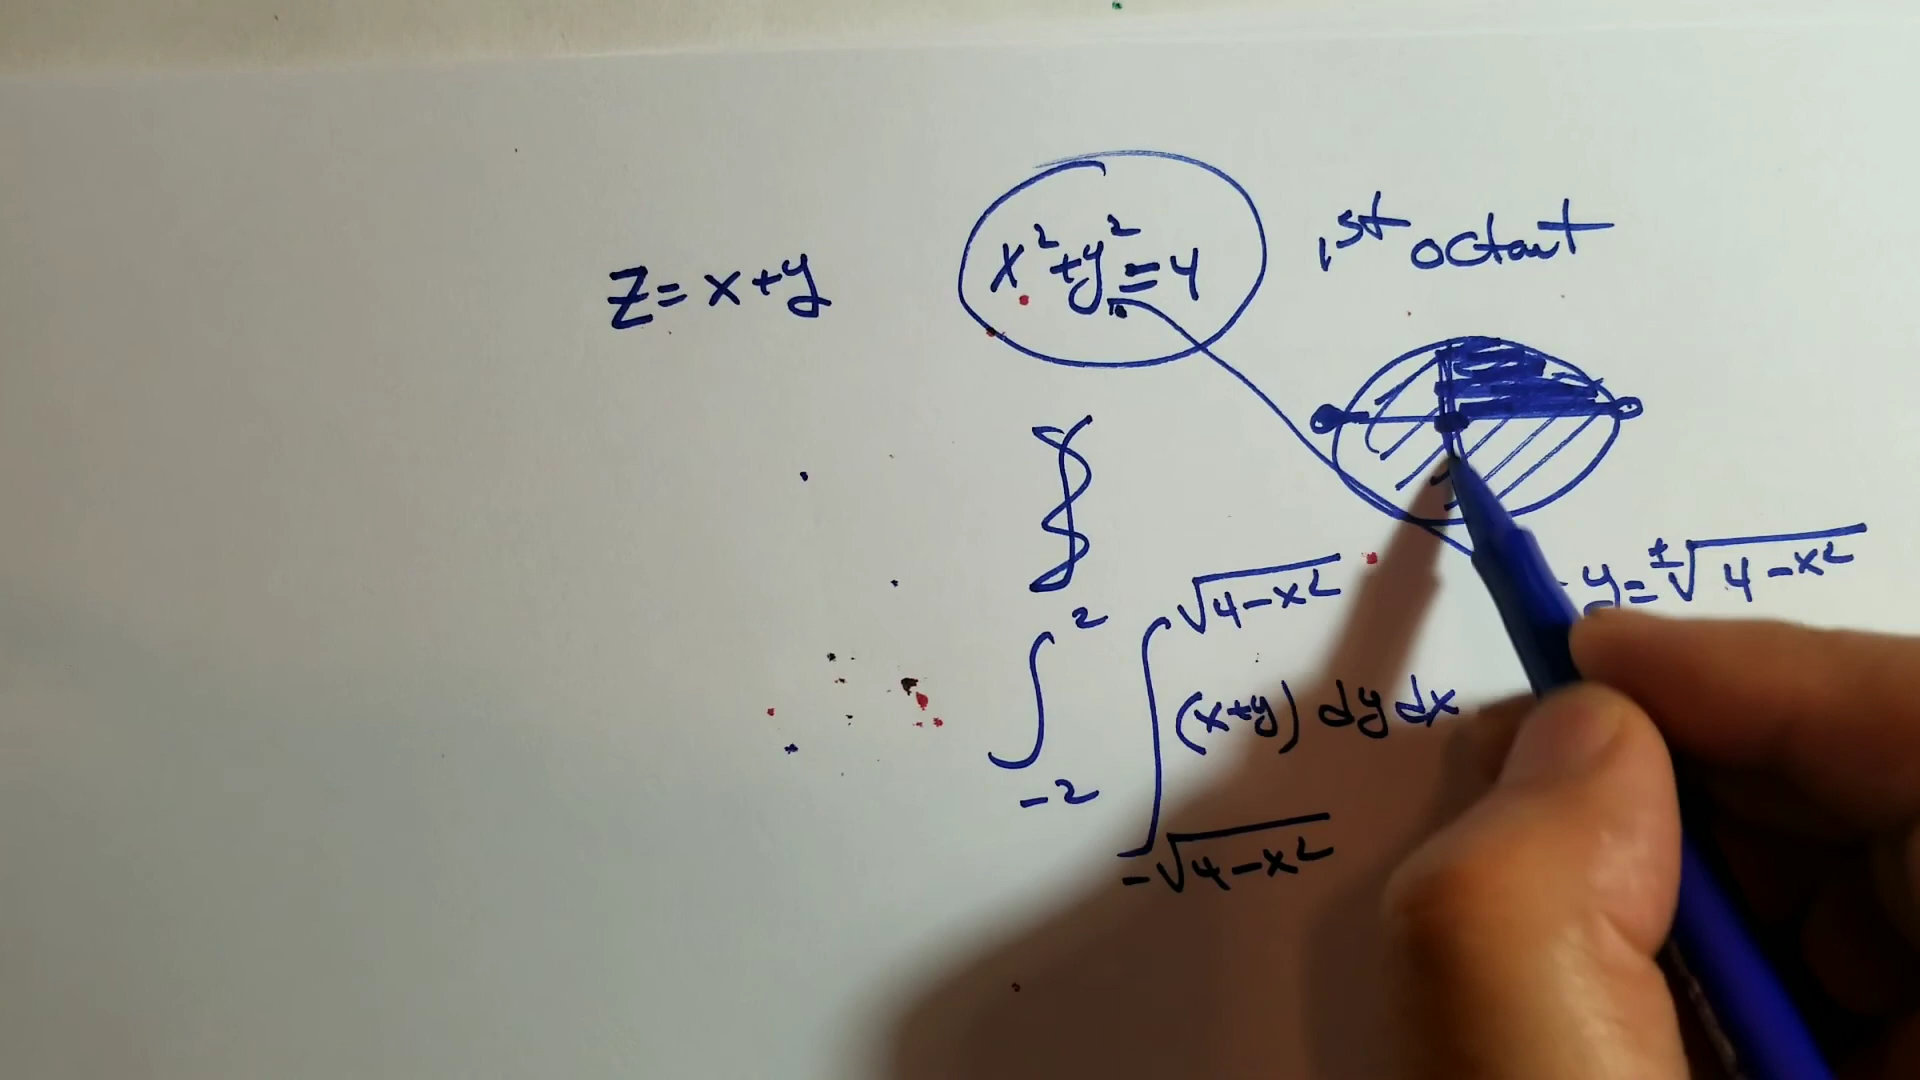 z = x+y
x²+y² = 4
1st octant
y = ±√4-x²
∫_{-2}^{2} ∫_{-√4-x²}^{√4-x²} (x+y) dy dx